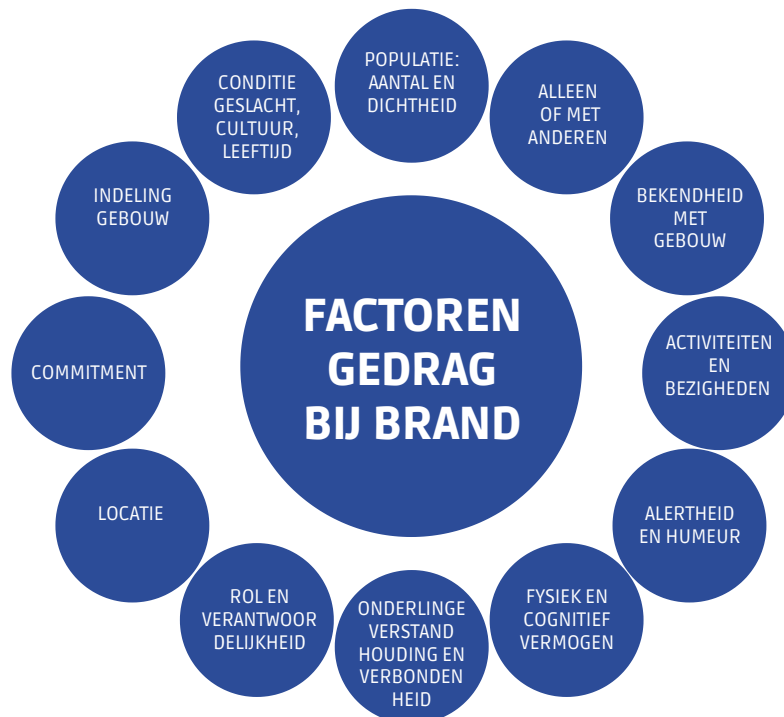 POPULATIE:
AANTAL EN
DICHTHEID
ALLEEN
OF MET
ANDEREN
BEKENDHEID
MET
GEBOUW
ACTIVITEITEN
EN
BEZIGHEDEN
ALERTHEID
EN HUMEUR
FYSIEK EN
COGNITIEF
VERMOGEN
ONDERLINGE
VERSTAND
HOUDING EN
VERBONDEN
HEID
ROL EN
VERANTWOOR
DELIJKHEID
LOCATIE
COMMITMENT
INDELING
GEBOUW
CONDITIE
GESLACHT,
CULTUUR,
LEEFTIJD
FACTOREN
GEDRAG
BIJ BRAND